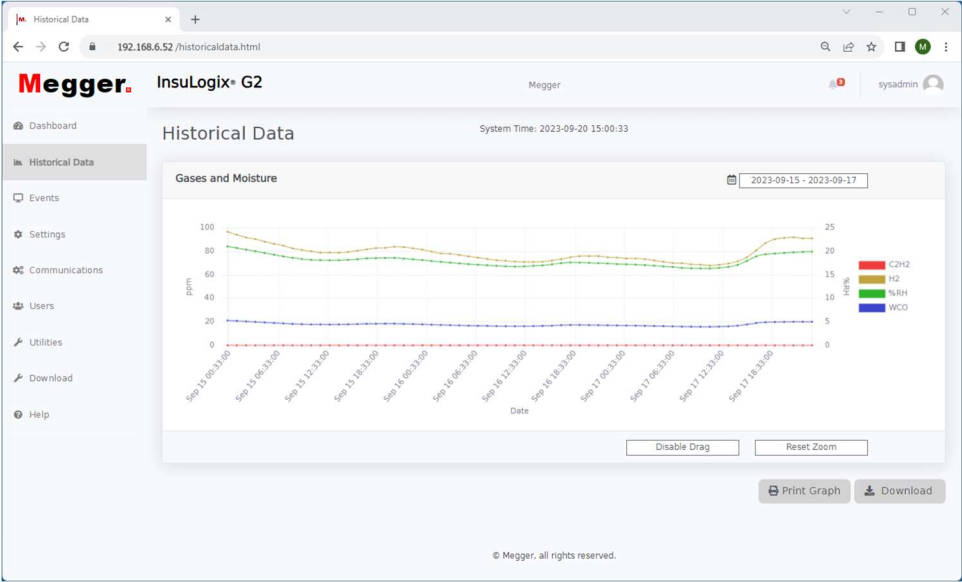 Historical Data
192.168.6.52/historicaldata.html
M
Megger.
InsuLogix® G2
Megger
3
sysadmin
Dashboard
Historical Data
Events
Settings
Communications
Users
Utilities
Download
Help
Historical Data
System Time: 2023-09-20 15:00:33
Gases and Moisture
2023-09-15 - 2023-09-17
100
80
60
40
20
0
ppm
25
20
15
10
5
0
%RH
C2H2
H2
%RH
WCO
Sep 15 00:33:00
Sep 15 06:33:00
Sep 15 12:33:00
Sep 15 18:33:00
Sep 16 00:33:00
Sep 16 06:33:00
Sep 16 12:33:00
Sep 16 18:33:00
Sep 17 00:33:00
Sep 17 06:33:00
Sep 17 12:33:00
Sep 17 18:33:00
Date
Disable Drag
Reset Zoom
Print Graph
Download
© Megger, all rights reserved.